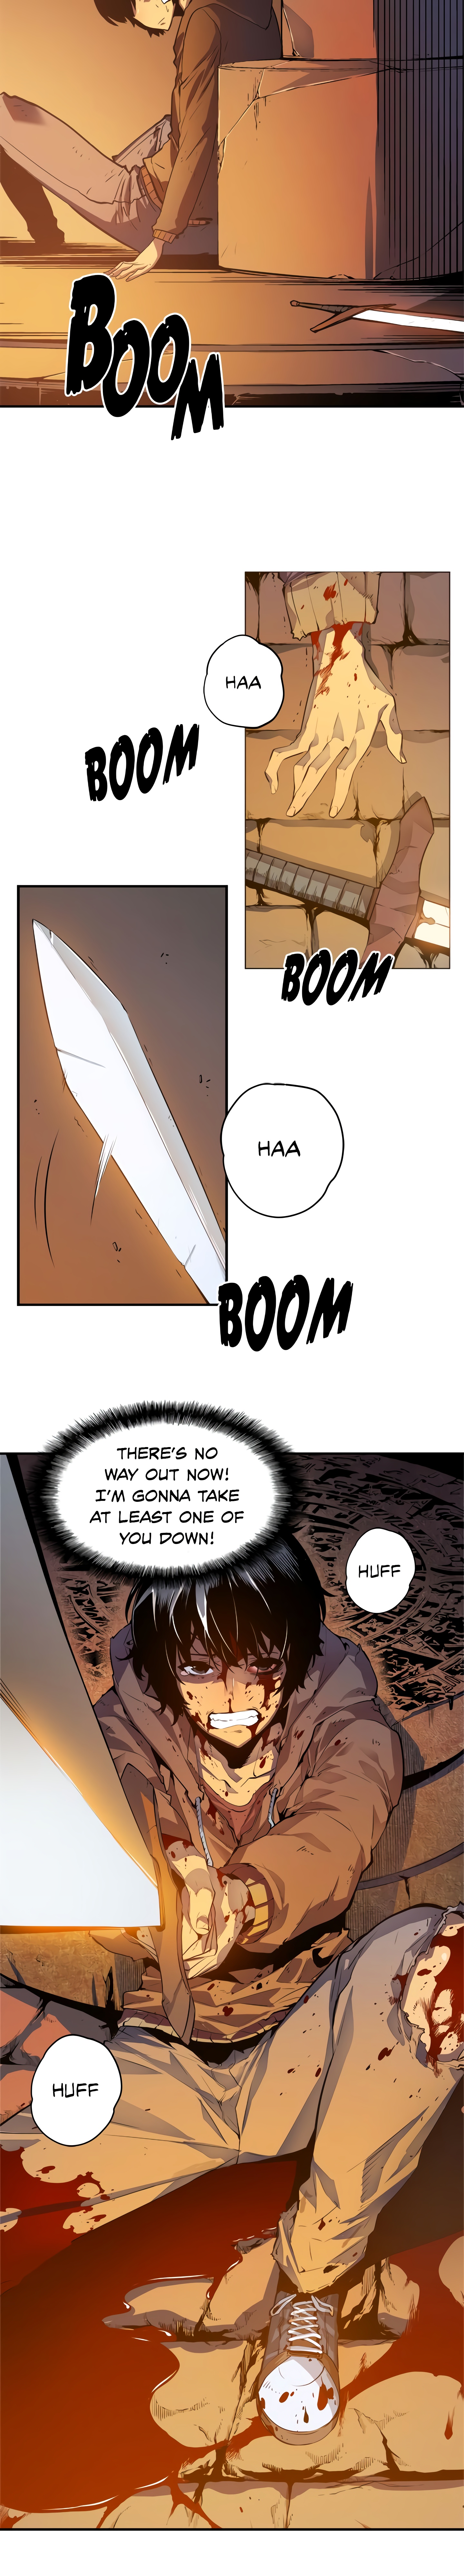 BOOM
HAA
BOOM
BOOM
HAA
BOOM
THERE'S NO
WAY OUT NOW!
I'M GONNA TAKE
AT LEAST ONE OF
YOU DOWN!
HUFF
HUFF